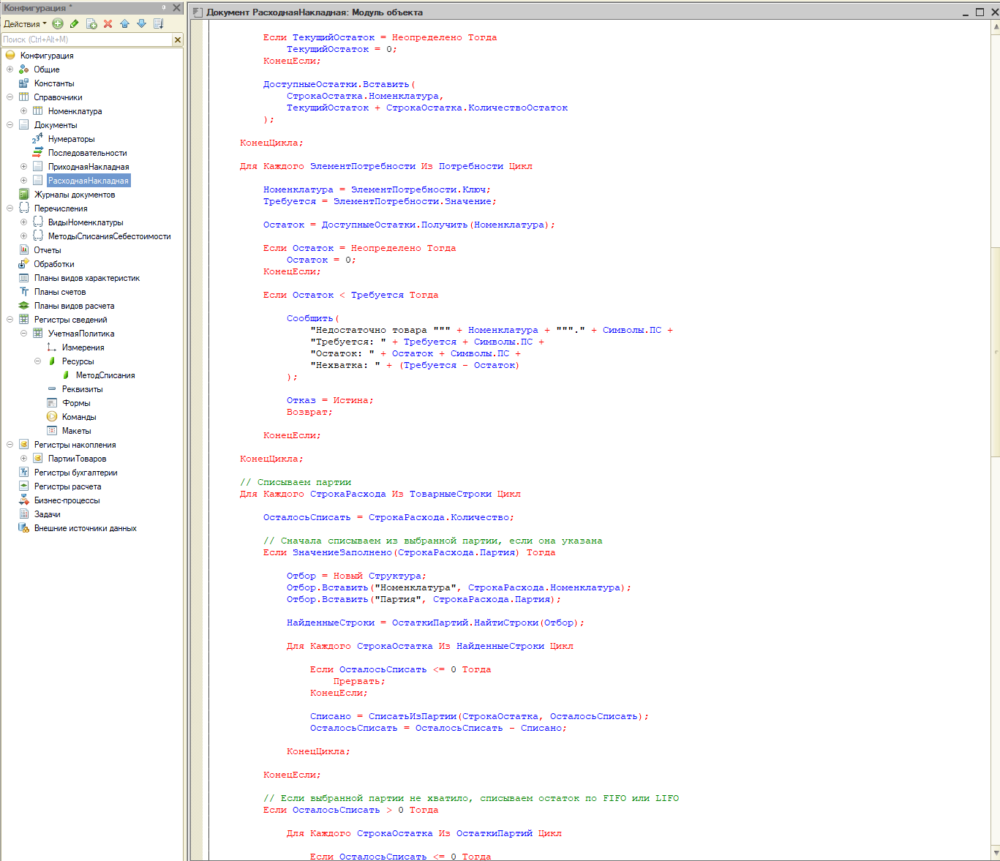 Конфигурация *
Действия
Поиск (Ctrl+Alt+M)
Конфигурация
Общие
Константы
Справочники
Номенклатура
Документы
Нумераторы
Последовательности
ПриходнаяНакладная
РасходнаяНакладная
Журналы документов
Перечисления
ВидыНоменклатуры
МетодыСписанияСебестоимости
Отчеты
Обработки
Планы видов характеристик
Планы счетов
Планы видов расчета
Регистры сведений
УчетнаяПолитика
Измерения
Ресурсы
МетодСписания
Реквизиты
Формы
Команды
Макеты
Регистры накопления
ПартииТоваров
Регистры бухгалтерии
Регистры расчета
Бизнес-процессы
Задачи
Внешние источники данных
Документ РасходнаяНакладная: Модуль объекта
Если ТекущийОстаток = Неопределено Тогда
ТекущийОстаток = 0;
КонецЕсли;
ДоступныеОстатки.Вставить(
СтрокаОстатка.Номенклатура,
ТекущийОстаток + СтрокаОстатка.КоличествоОстаток
);
КонецЦикла;
Для Каждого ЭлементПотребности Из Потребности Цикл
Номенклатура = ЭлементПотребности.Ключ;
Требуется = ЭлементПотребности.Значение;
Остаток = ДоступныеОстатки.Получить(Номенклатура);
Если Остаток = Неопределено Тогда
Остаток = 0;
КонецЕсли;
Если Остаток < Требуется Тогда
Сообщить(
"Недостаточно товара """ + Номенклатура + """." + Символы.ПС +
"Требуется: " + Требуется + Символы.ПС +
"Остаток: " + Остаток + Символы.ПС +
"Нехватка: " + (Требуется - Остаток)
);
Отказ = Истина;
Возврат;
КонецЕсли;
КонецЦикла;
// Списываем партии
Для Каждого СтрокаРасхода Из ТоварныеСтроки Цикл
ОсталосьСписать = СтрокаРасхода.Количество;
// Сначала списываем из выбранной партии, если она указана
Если ЗначениеЗаполнено(СтрокаРасхода.Партия) Тогда
Отбор = Новый Структура;
Отбор.Вставить("Номенклатура", СтрокаРасхода.Номенклатура);
Отбор.Вставить("Партия", СтрокаРасхода.Партия);
НайденныеСтроки = ОстаткиПартий.НайтиСтроки(Отбор);
Для Каждого СтрокаОстатка Из НайденныеСтроки Цикл
Если ОсталосьСписать <= 0 Тогда
Прервать;
КонецЕсли;
Списано = СписатьИзПартии(СтрокаОстатка, ОсталосьСписать);
ОсталосьСписать = ОсталосьСписать - Списано;
КонецЦикла;
КонецЕсли;
// Если выбранной партии не хватило, списываем остаток по FIFO или LIFO
Если ОсталосьСписать > 0 Тогда
Для Каждого СтрокаОстатка Из ОстаткиПартий Цикл
Если ОсталосьСписать <= 0 Тогда